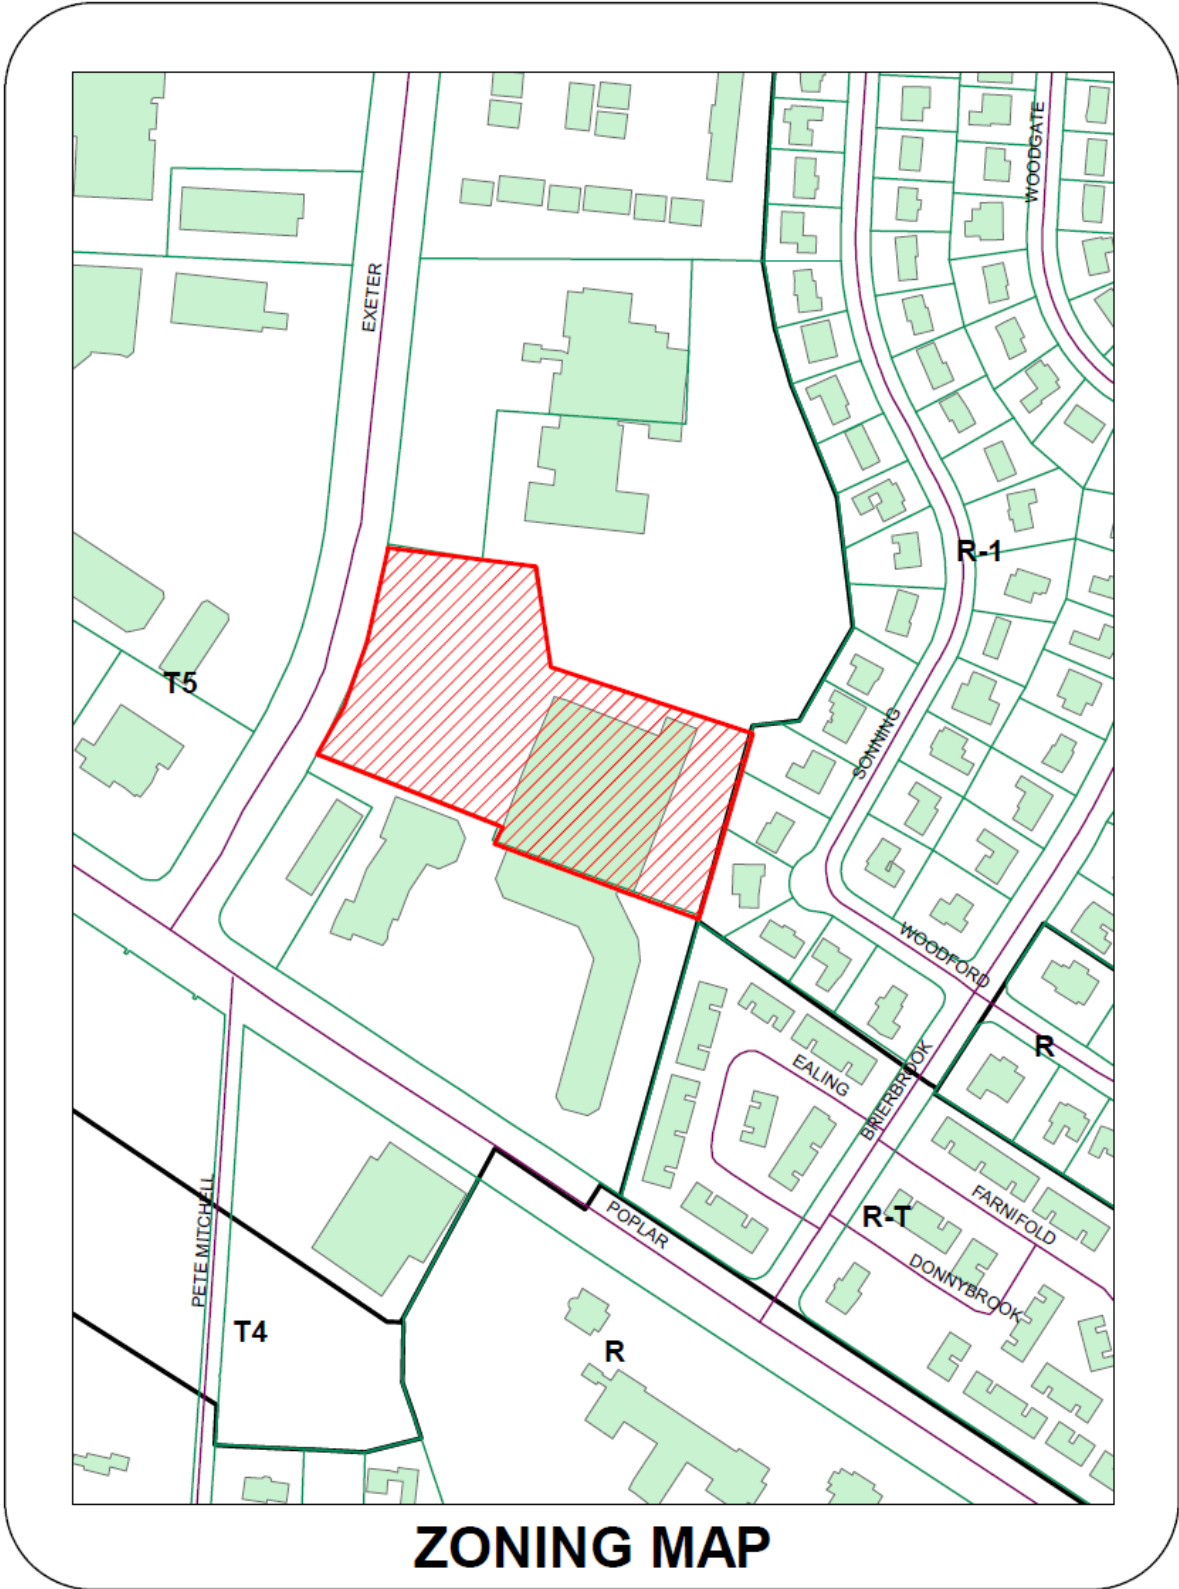 WOODGATE
EXETER
R-1
T5
SONNING
WOODFORD
R
EALING
BRIERBROOK
PETE MITCHELL
POPLAR
R-T
FARNIFOLD
DONNYBROOK
T4
R
ZONING MAP